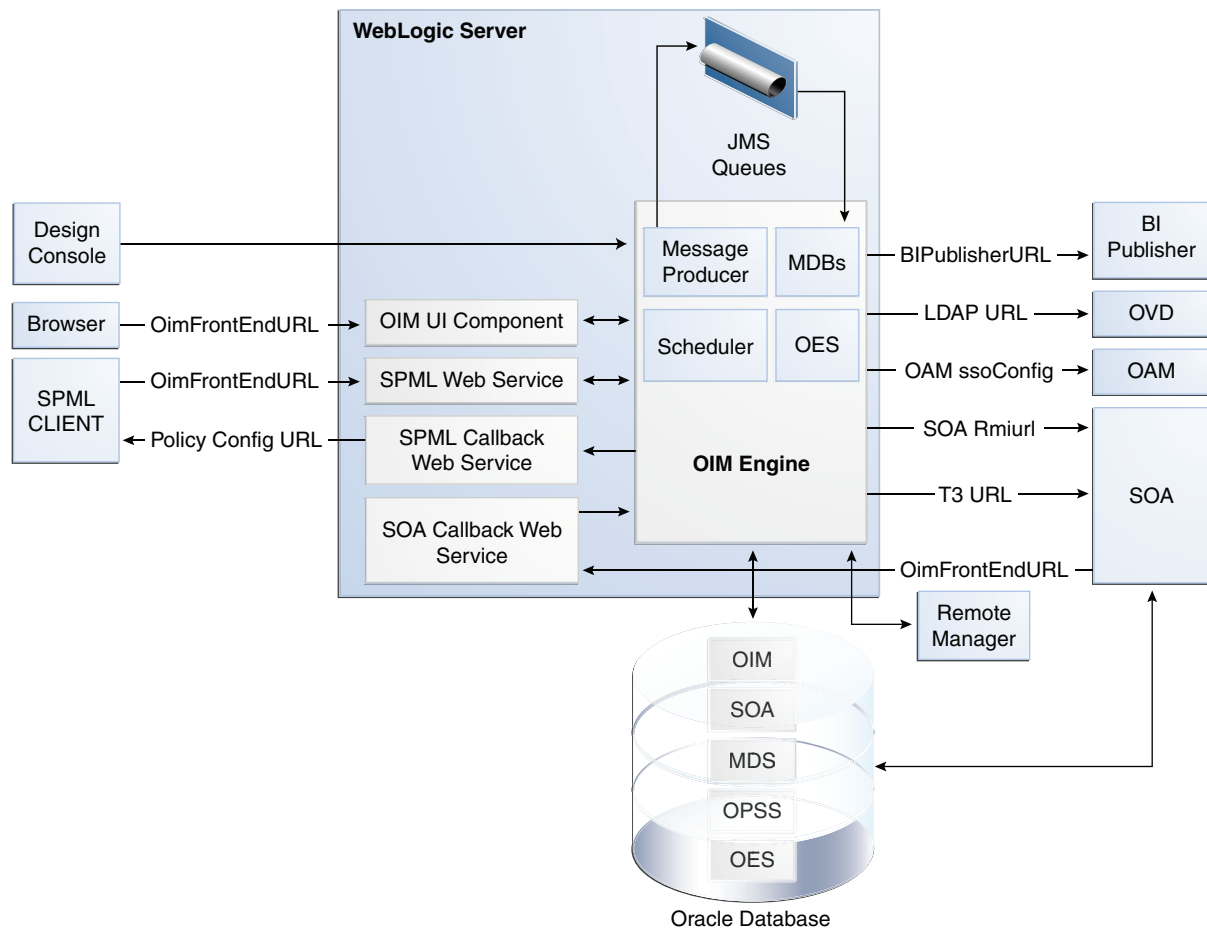 WebLogic Server
JMS
Queues
Design
Console
Message
Producer
MDBs
BIPublisherURL
BI
Publisher
Browser
OimFrontEndURL
OIM UI Component
Scheduler
OES
LDAP URL
OVD
SPML
CLIENT
OimFrontEndURL
SPML Web Service
OAM ssoConfig
OAM
Policy Config URL
SPML Callback
Web Service
OIM Engine
SOA Rmiurl
T3 URL
SOA
SOA Callback Web
Service
OimFrontEndURL
Remote
Manager
OIM
SOA
MDS
OPSS
OES
Oracle Database